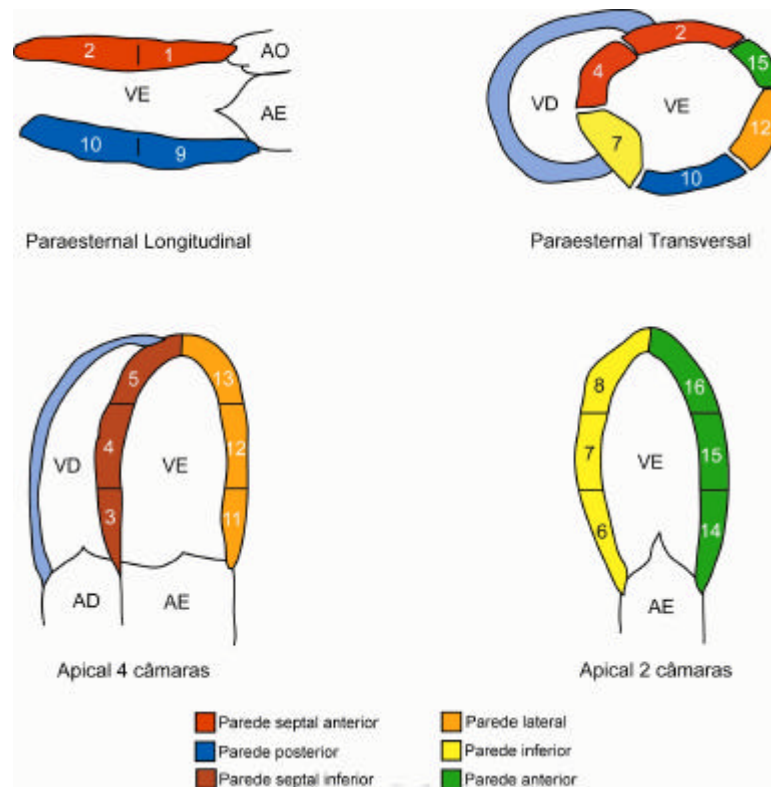 2 1 AO
VE
AE
10 9
Paraesternal Longitudinal
2
15
4
VD VE
12
7
10
Paraesternal Transversal
5 13
4 12
VD VE
3 11
AD AE
Apical 4 câmaras
8 16
7 15
VE
6 14
AE
Apical 2 câmaras
Parede septal anterior
Parede posterior
Parede septal inferior
Parede lateral
Parede inferior
Parede anterior